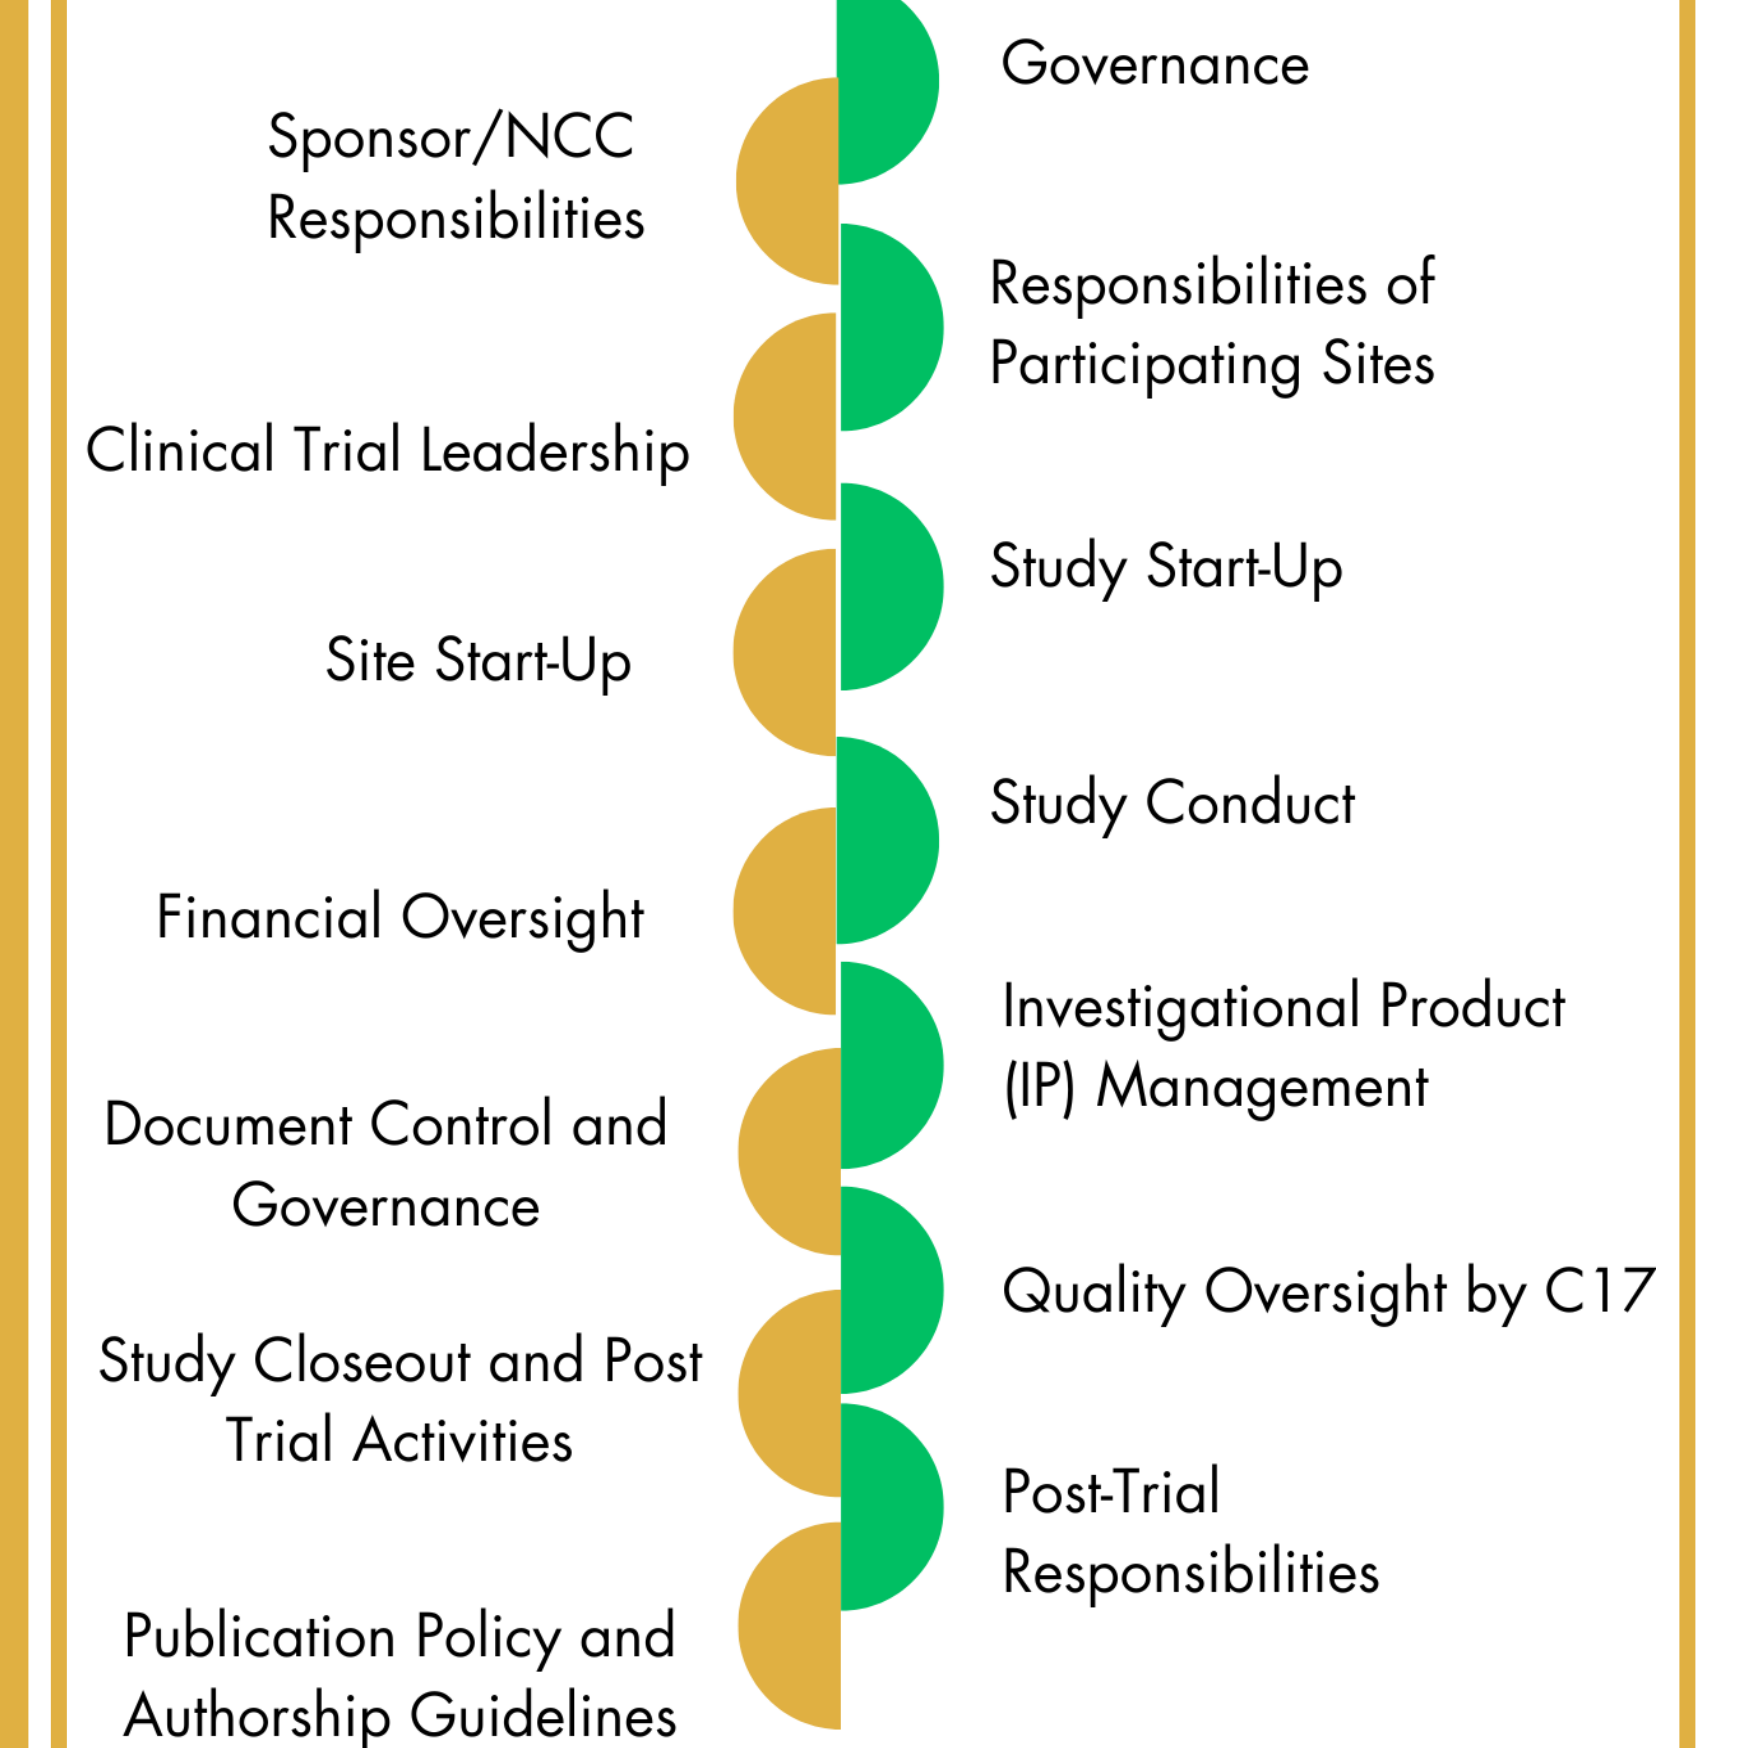 Governance
Sponsor/NCC
Responsibilities
Responsibilities of
Participating Sites
Clinical Trial Leadership
Study Start-Up
Site Start-Up
Study Conduct
Financial Oversight
Investigational Product
(IP) Management
Document Control and
Governance
Quality Oversight by C17
Study Closeout and Post
Trial Activities
Post-Trial
Responsibilities
Publication Policy and
Authorship Guidelines